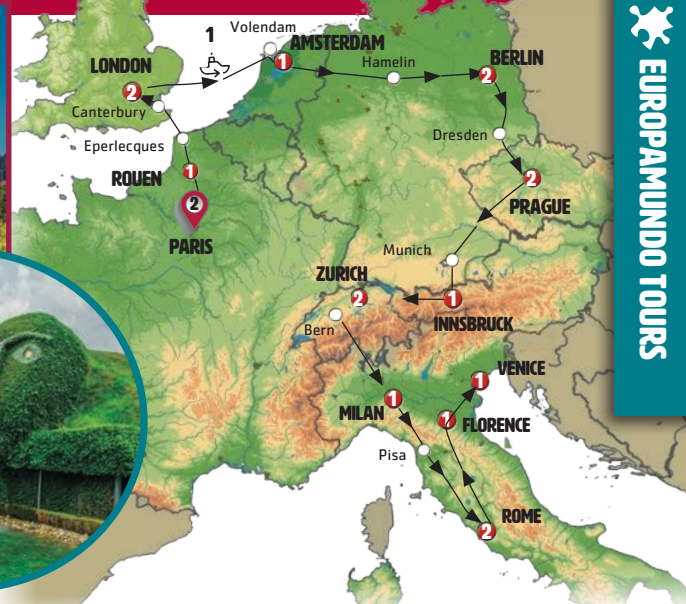 Volendam
1
AMSTERDAM
1
Hamelin
BERLIN
2
LONDON
2
Canterbury
Eperlecques
Dresden
ROUEN
1
2
PRAGUE
2
PARIS
Munich
ZURICH
2
1
INNSBRUCK
Bern
VENICE
1
MILAN
1
1
FLORENCE
Pisa
ROME
2
EUROPAMUNDO TOURS